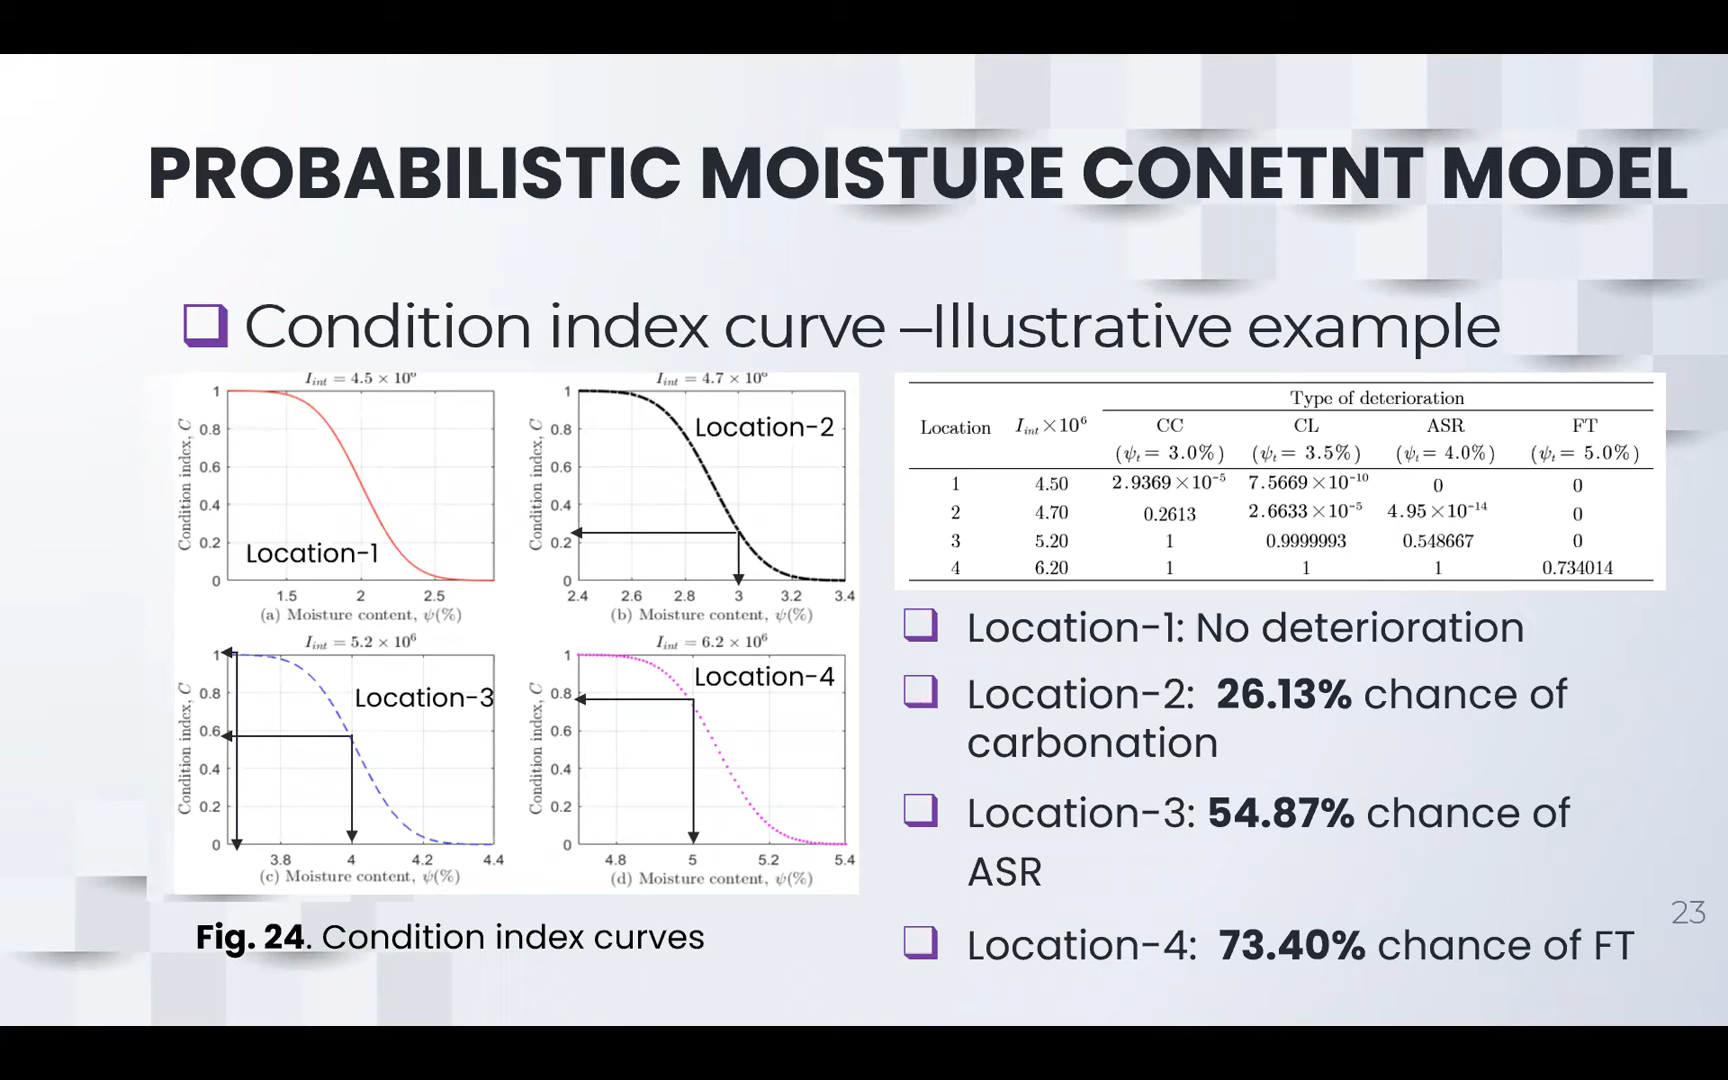 PROBABILISTIC MOISTURE CONETNT MODEL
❑ Condition index curve –Illustrative example
I_int = 4.5 × 10⁶
Condition index, C
1
0.8
0.6
0.4
0.2
0
Location-1
1.5 2 2.5
(a) Moisture content, ψ(%)
I_int = 4.7 × 10⁶
Condition index, C
1
0.8
0.6
0.4
0.2
0
Location-2
2.4 2.6 2.8 3 3.2 3.4
(b) Moisture content, ψ(%)
I_int = 5.2 × 10⁶
Condition index, C
1
0.8
0.6
0.4
0.2
0
Location-3
3.8 4 4.2 4.4
(c) Moisture content, ψ(%)
I_int = 6.2 × 10⁶
Condition index, C
1
0.8
0.6
0.4
0.2
0
Location-4
4.8 5 5.2 5.4
(d) Moisture content, ψ(%)
Fig. 24. Condition index curves
Type of deterioration
Location I_int×10⁶ CC CL ASR FT
(ψ_t = 3.0%) (ψ_t = 3.5%) (ψ_t = 4.0%) (ψ_t = 5.0%)
1 4.50 2.9369×10⁻⁵ 7.5669×10⁻¹⁰ 0 0
2 4.70 0.2613 2.6633×10⁻⁵ 4.95×10⁻¹⁴ 0
3 5.20 1 0.9999993 0.548667 0
4 6.20 1 1 1 0.734014
❑ Location-1: No deterioration
❑ Location-2: 26.13% chance of
carbonation
❑ Location-3: 54.87% chance of
ASR
❑ Location-4: 73.40% chance of FT
23